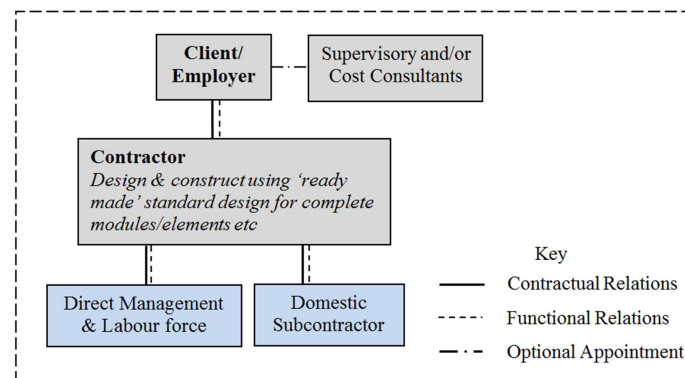 Client/
Employer
Supervisory and/or
Cost Consultants
Contractor
Design & construct using ‘ready
made’ standard design for complete
modules/elements etc
Direct Management
& Labour force
Domestic
Subcontractor
Key
Contractual Relations
Functional Relations
Optional Appointment